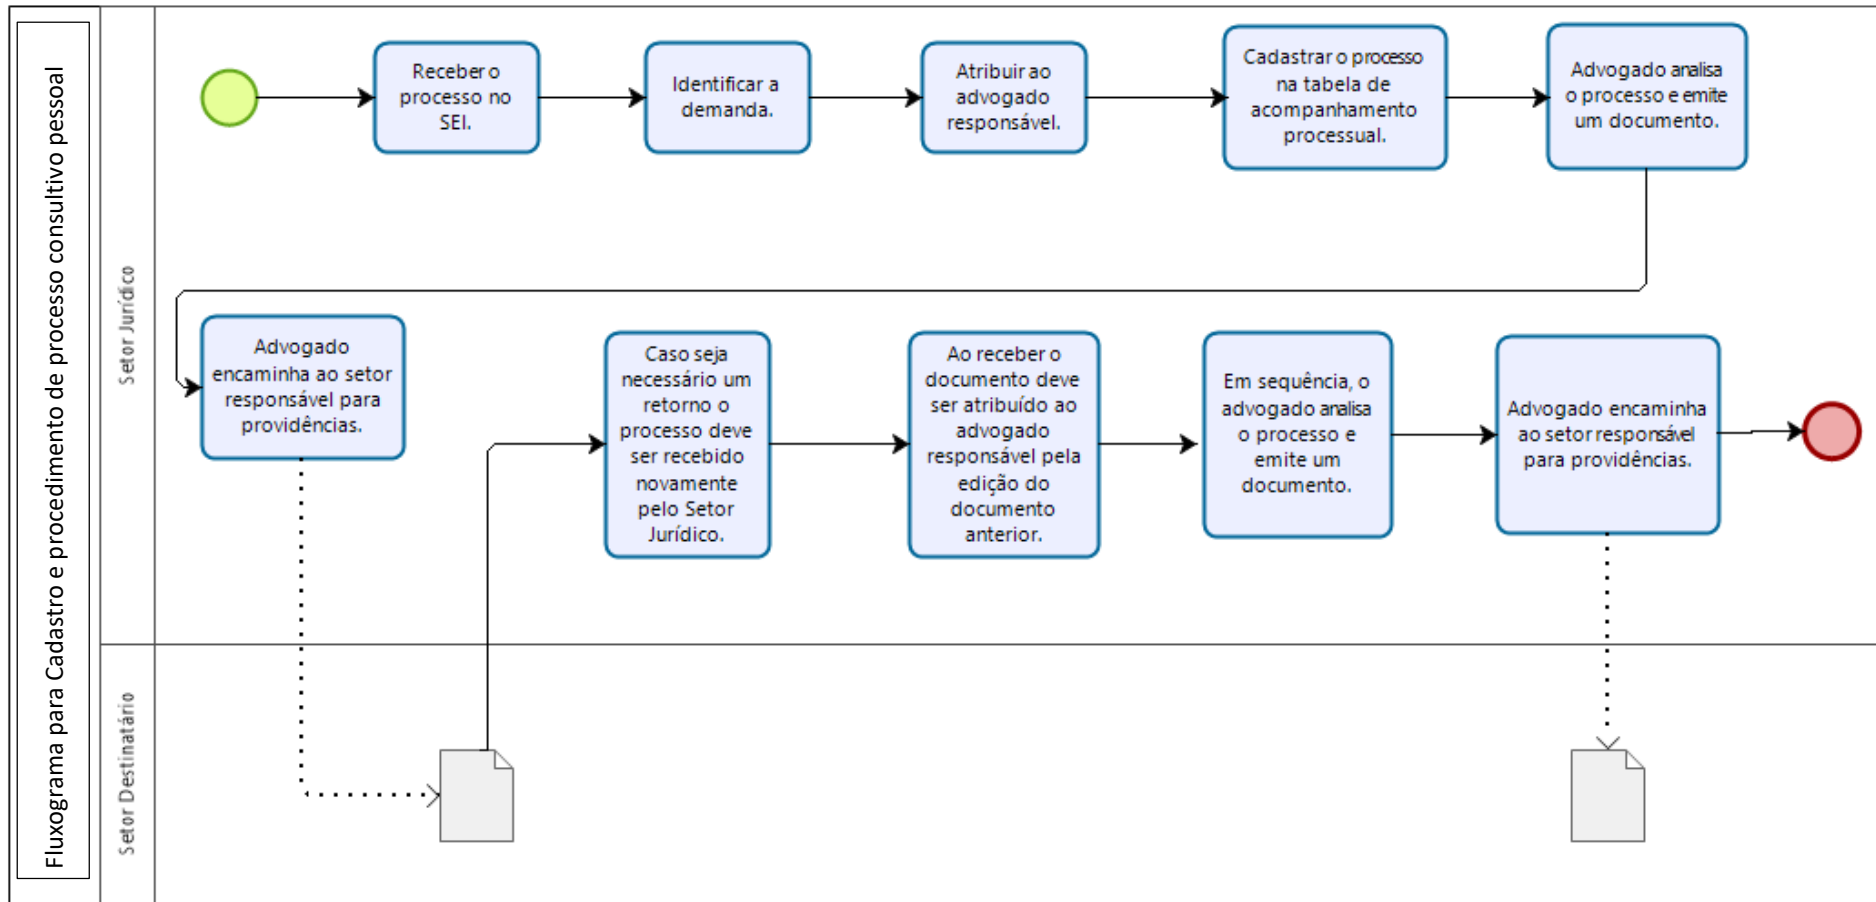 Fluxograma para Cadastro e procedimento de processo consultivo pessoal
Setor Jurídico
Receber o
processo no
SEI.
Identificar a
demanda.
Atribuir ao
advogado
responsável.
Cadastrar o processo
na tabela de
acompanhamento
processual.
Advogado analisa
o processo e emite
um documento.
Advogado
encaminha ao setor
responsável para
providências.
Caso seja
necessário um
retorno o
processo deve
ser recebido
novamente
pelo Setor
Jurídico.
Ao receber o
documento deve
ser atribuído ao
advogado
responsável pela
edição do
documento
anterior.
Em sequência, o
advogado analisa
o processo e
emite um
documento.
Advogado encaminha
ao setor responsável
para providências.
Setor Destinatário